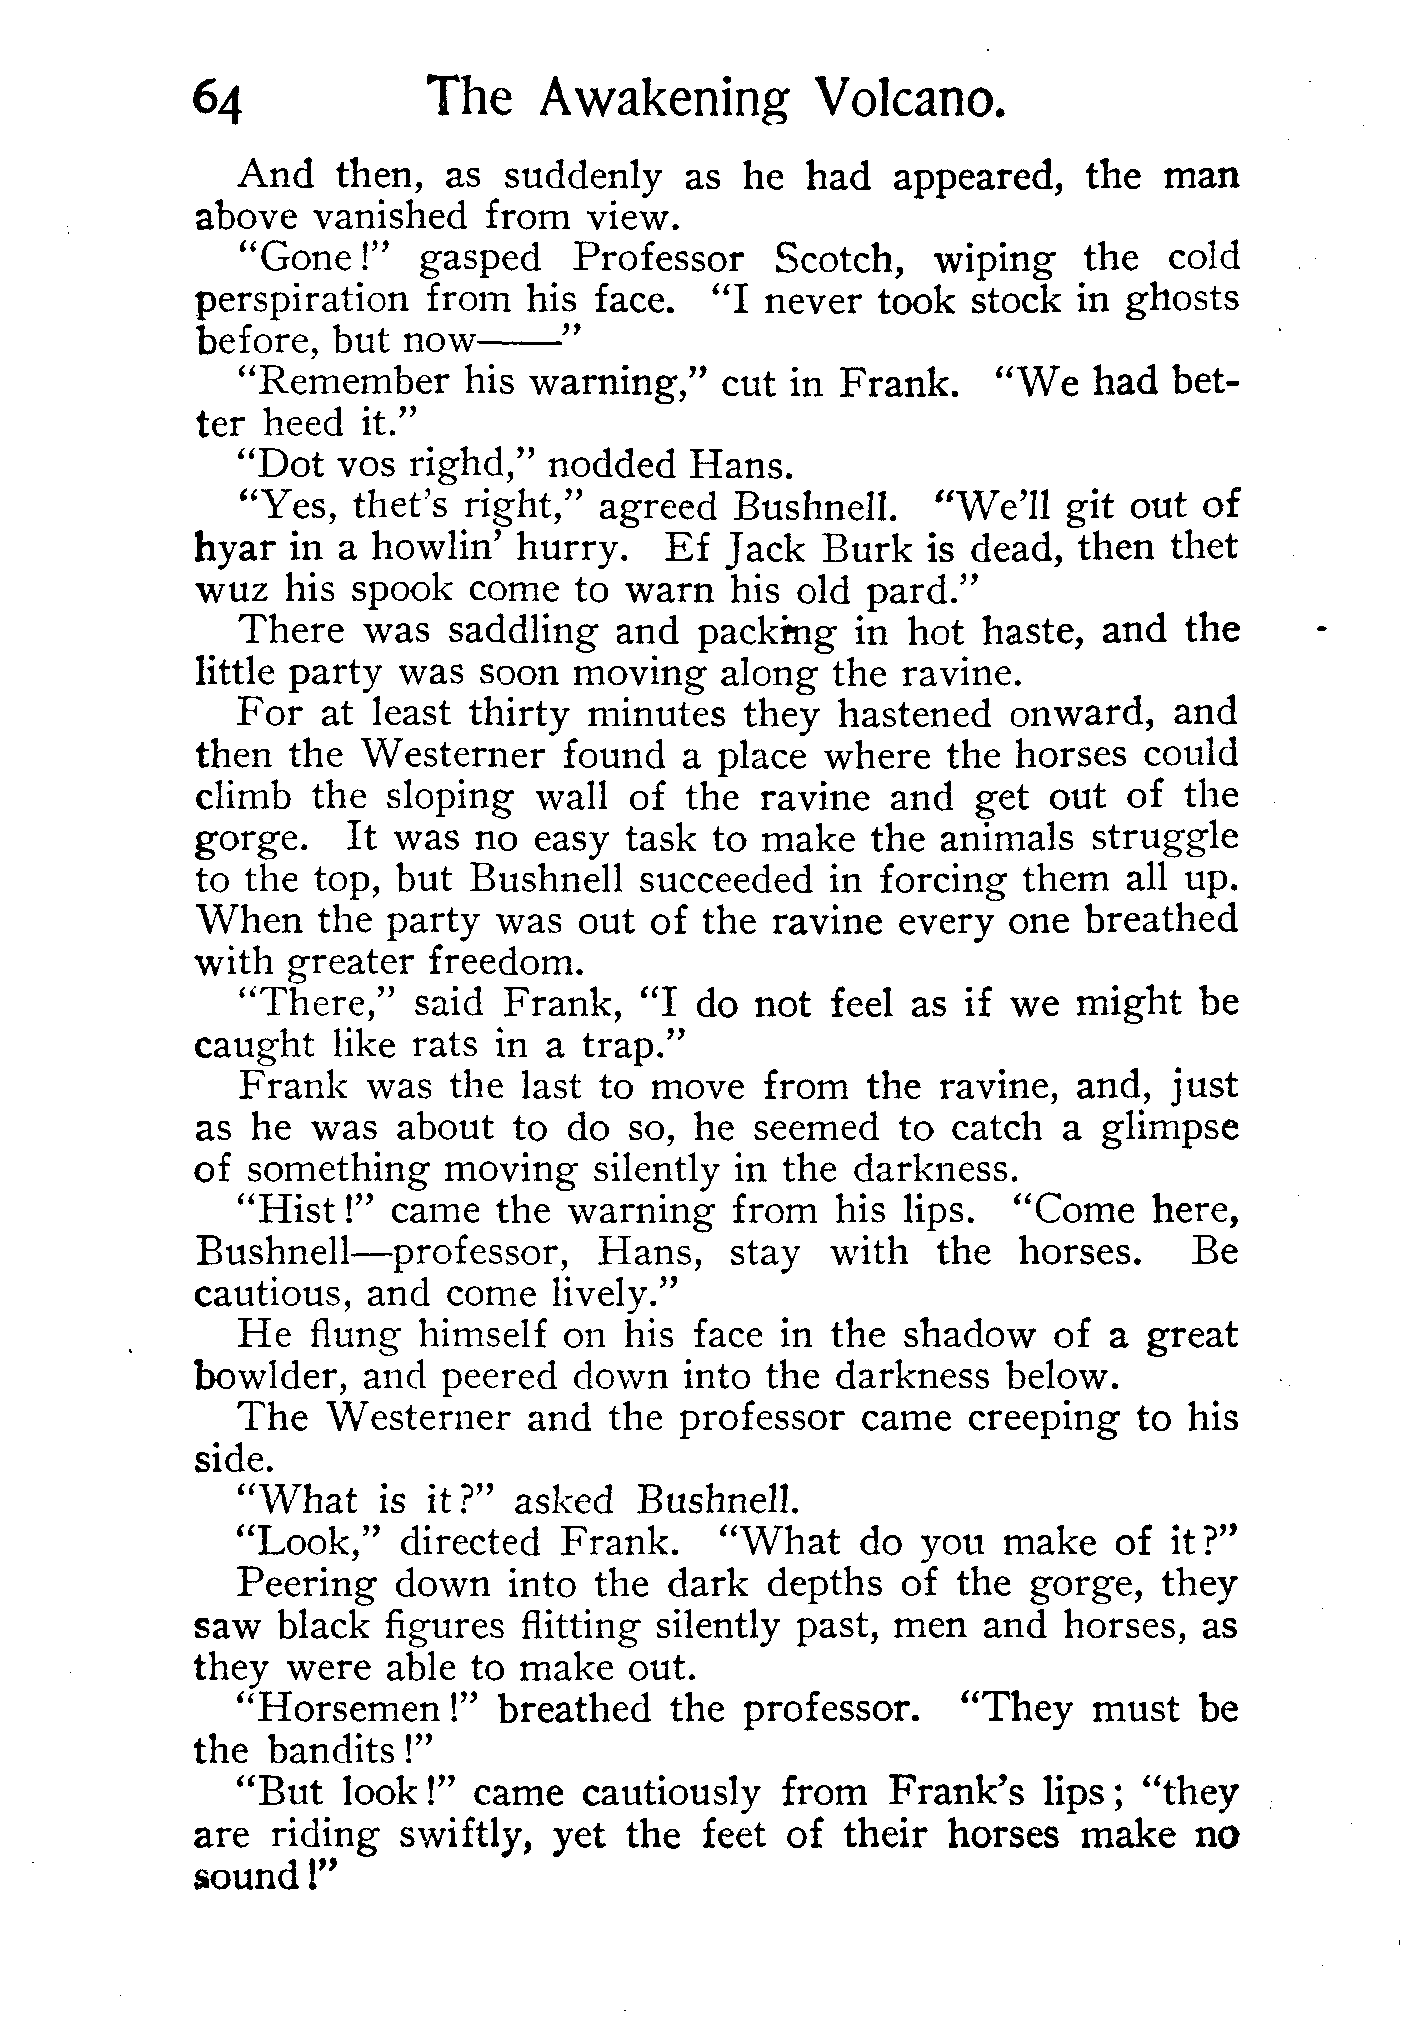 64 The Awakening Volcano.
And then, as suddenly as he had appeared, the man
above vanished from view.
"Gone!" gasped Professor Scotch, wiping the cold
perspiration from his face. "I never took stock in ghosts
before, but now——"
"Remember his warning," cut in Frank. "We had bet-
ter heed it."
"Dot vos righd," nodded Hans.
"Yes, thet's right," agreed Bushnell. "We'll git out of
hyar in a howlin' hurry. Ef Jack Burk is dead, then thet
wuz his spook come to warn his old pard."
There was saddling and packing in hot haste, and the
little party was soon moving along the ravine.
For at least thirty minutes they hastened onward, and
then the Westerner found a place where the horses could
climb the sloping wall of the ravine and get out of the
gorge. It was no easy task to make the animals struggle
to the top, but Bushnell succeeded in forcing them all up.
When the party was out of the ravine every one breathed
with greater freedom.
"There," said Frank, "I do not feel as if we might be
caught like rats in a trap."
Frank was the last to move from the ravine, and, just
as he was about to do so, he seemed to catch a glimpse
of something moving silently in the darkness.
"Hist!" came the warning from his lips. "Come here,
Bushnell—professor, Hans, stay with the horses. Be
cautious, and come lively."
He flung himself on his face in the shadow of a great
bowlder, and peered down into the darkness below.
The Westerner and the professor came creeping to his
side.
"What is it?" asked Bushnell.
"Look," directed Frank. "What do you make of it?"
Peering down into the dark depths of the gorge, they
saw black figures flitting silently past, men and horses, as
they were able to make out.
"Horsemen!" breathed the professor. "They must be
the bandits!"
"But look!" came cautiously from Frank's lips; "they
are riding swiftly, yet the feet of their horses make no
sound!"